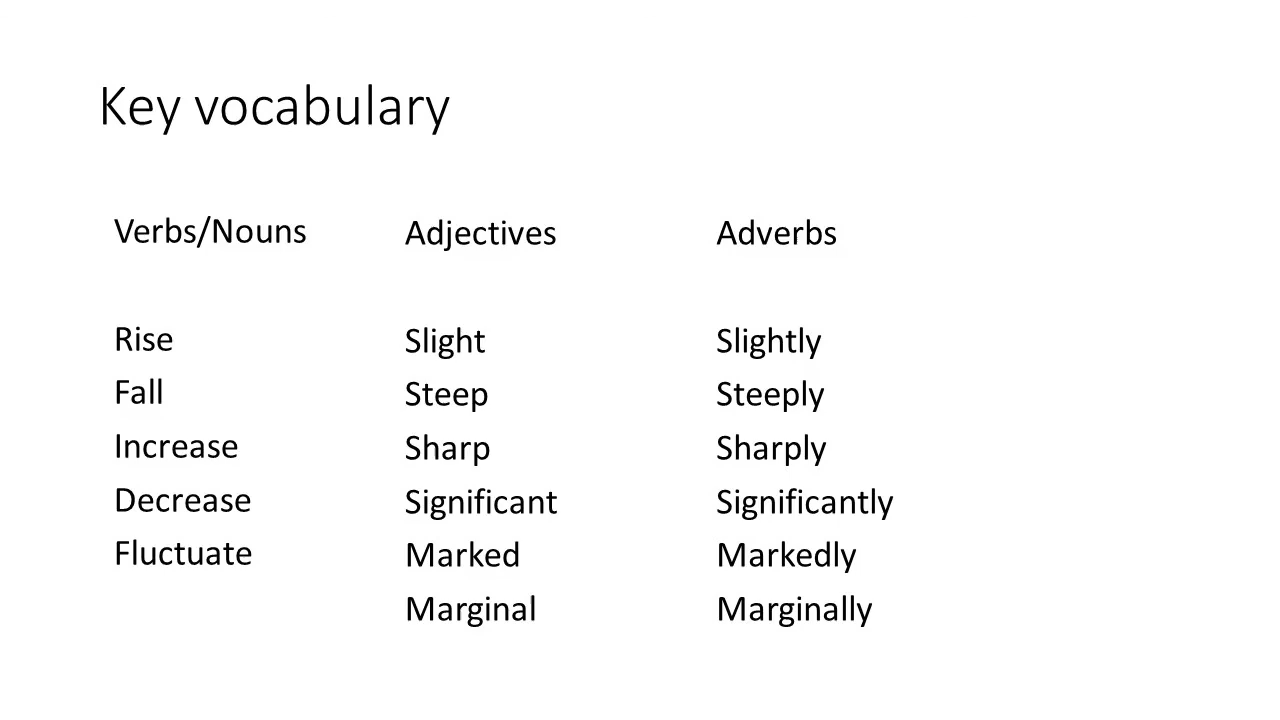 Key vocabulary
Verbs/Nouns Adjectives Adverbs
Rise Slight Slightly
Fall Steep Steeply
Increase Sharp Sharply
Decrease Significant Significantly
Fluctuate Marked Markedly
Marginal Marginally